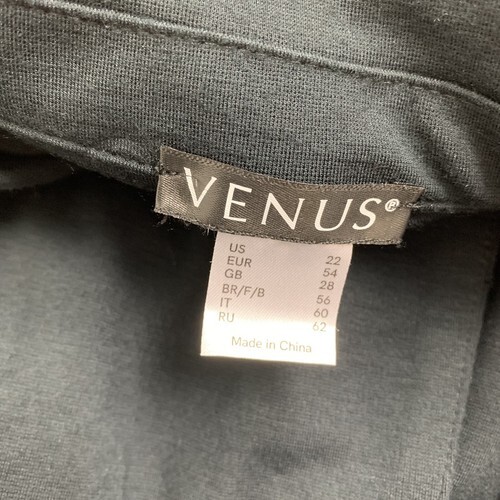 VENUS®
US 22
EUR 54
GB 28
BR/F/B 56
IT 60
RU 62
Made in China